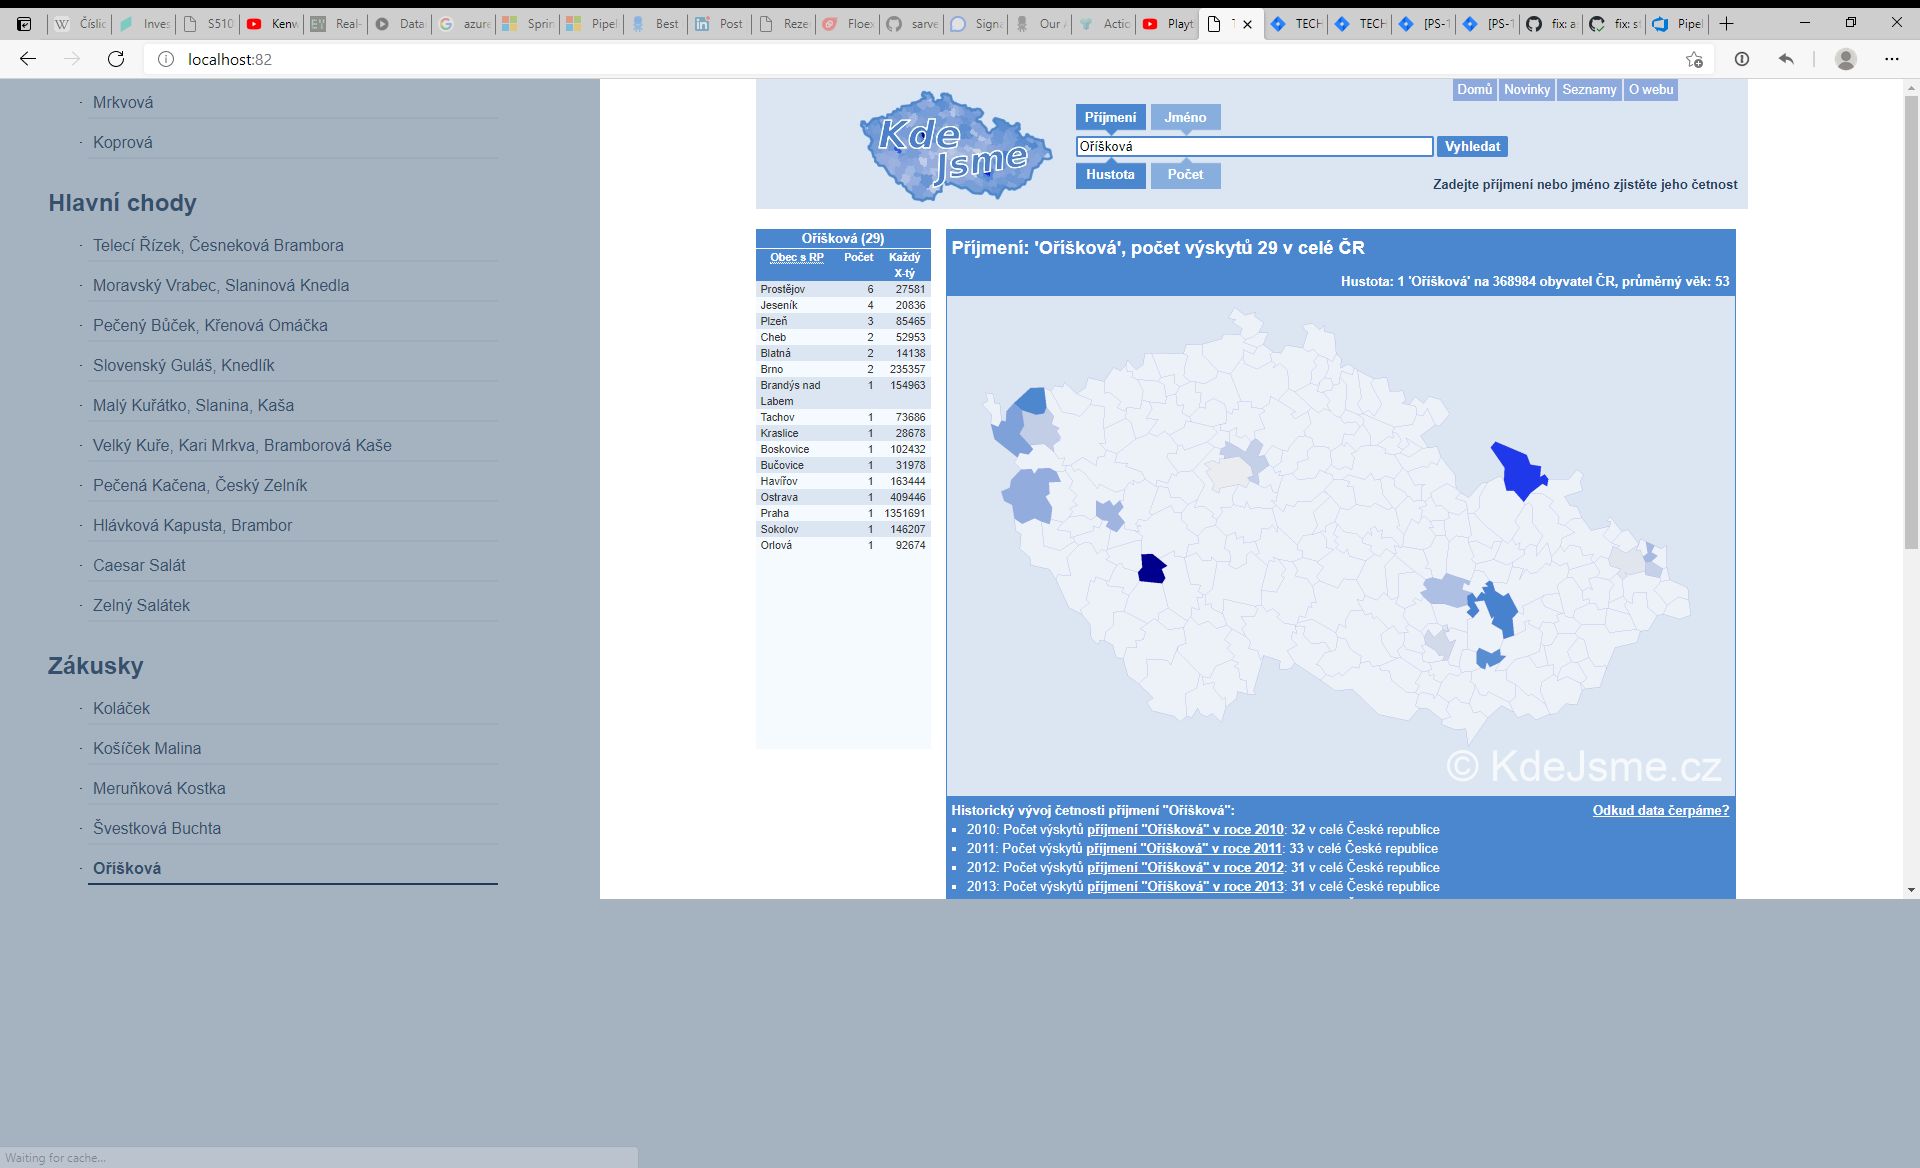 Číslic
Inves
S510
Kenw
Real-
Data
azure
Sprin
Pipel
Best
Post
Reze
Floex
sarve
Signa
Our A
Actio
Playt
TECH
TECH
[PS-1
[PS-1
fix: a
fix: s
Pipel
localhost:82
· Mrkvová
· Koprová
Hlavní chody
· Telecí Řízek, Česneková Brambora
· Moravský Vrabec, Slaninová Knedla
· Pečený Bůček, Křenová Omáčka
· Slovenský Guláš, Knedlík
· Malý Kuřátko, Slanina, Kaša
· Velký Kuře, Kari Mrkva, Bramborová Kaše
· Pečená Kačena, Český Zelník
· Hlávková Kapusta, Brambor
· Caesar Salát
· Zelný Salátek
Zákusky
· Koláček
· Košíček Malina
· Meruňková Kostka
· Švestková Buchta
· Oříšková
Waiting for cache...
Kde
Jsme
Domů Novinky Seznamy O webu
Příjmení Jméno
Oříšková Vyhledat
Hustota Počet
Zadejte příjmení nebo jméno zjistěte jeho četnost
Oříšková (29)
Obec s RP Počet Každý
X-tý
Prostějov 6 27581
Jeseník 4 20836
Plzeň 3 85465
Cheb 2 52953
Blatná 2 14138
Brno 2 235357
Brandýs nad 1 154963
Labem
Tachov 1 73686
Kraslice 1 28678
Boskovice 1 102432
Bučovice 1 31978
Havířov 1 163444
Ostrava 1 409446
Praha 1 1351691
Sokolov 1 146207
Orlová 1 92674
Příjmení: 'Oříšková', počet výskytů 29 v celé ČR
Hustota: 1 'Oříšková' na 368984 obyvatel ČR, průměrný věk: 53
© KdeJsme.cz
Historický vývoj četnosti příjmení "Oříšková": Odkud data čerpáme?
▪ 2010: Počet výskytů příjmení "Oříšková" v roce 2010: 32 v celé České republice
▪ 2011: Počet výskytů příjmení "Oříšková" v roce 2011: 33 v celé České republice
▪ 2012: Počet výskytů příjmení "Oříšková" v roce 2012: 31 v celé České republice
▪ 2013: Počet výskytů příjmení "Oříšková" v roce 2013: 31 v celé České republice